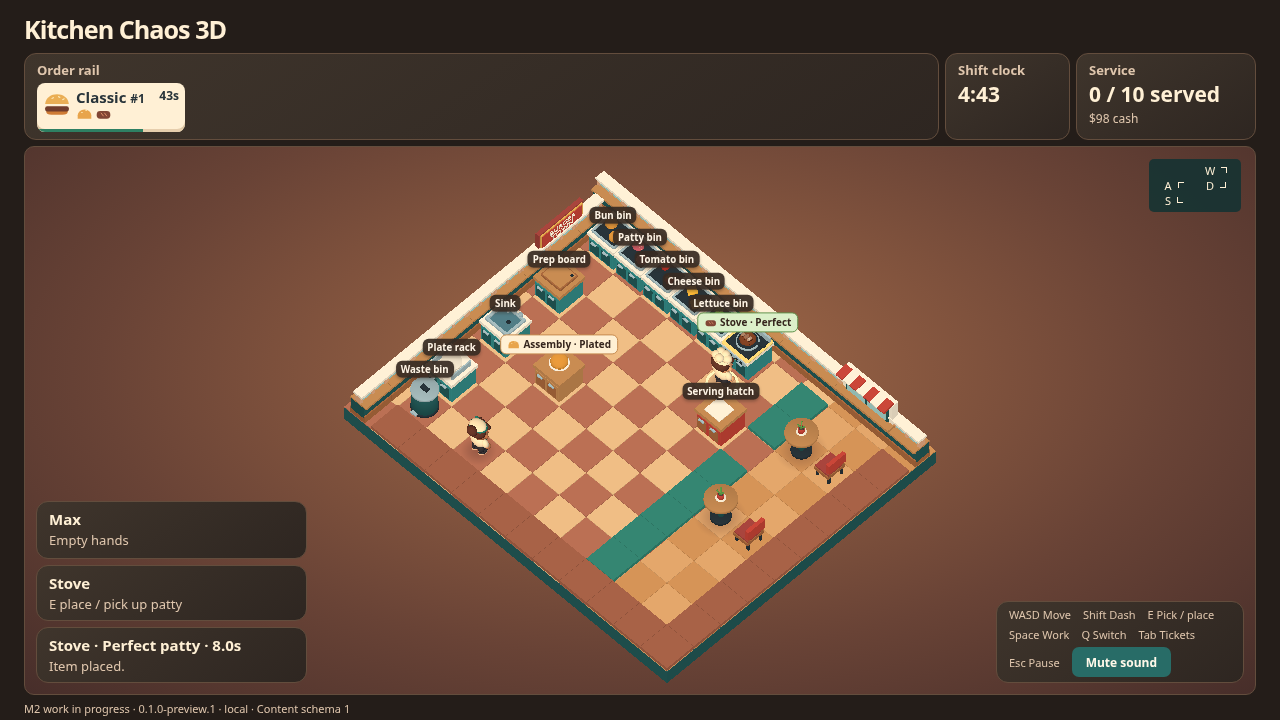 Kitchen Chaos 3D
Order rail
Classic #1 43s
Shift clock
4:43
Service
0 / 10 served
$98 cash
W
A D
S
Bun bin
Patty bin
Prep board
Tomato bin
Cheese bin
Sink
Lettuce bin
Stove · Perfect
Assembly · Plated
Plate rack
Waste bin
Serving hatch
Max
Empty hands
Stove
E place / pick up patty
Stove · Perfect patty · 8.0s
Item placed.
WASD Move Shift Dash E Pick / place
Space Work Q Switch Tab Tickets
Esc Pause Mute sound
M2 work in progress · 0.1.0-preview.1 · local · Content schema 1